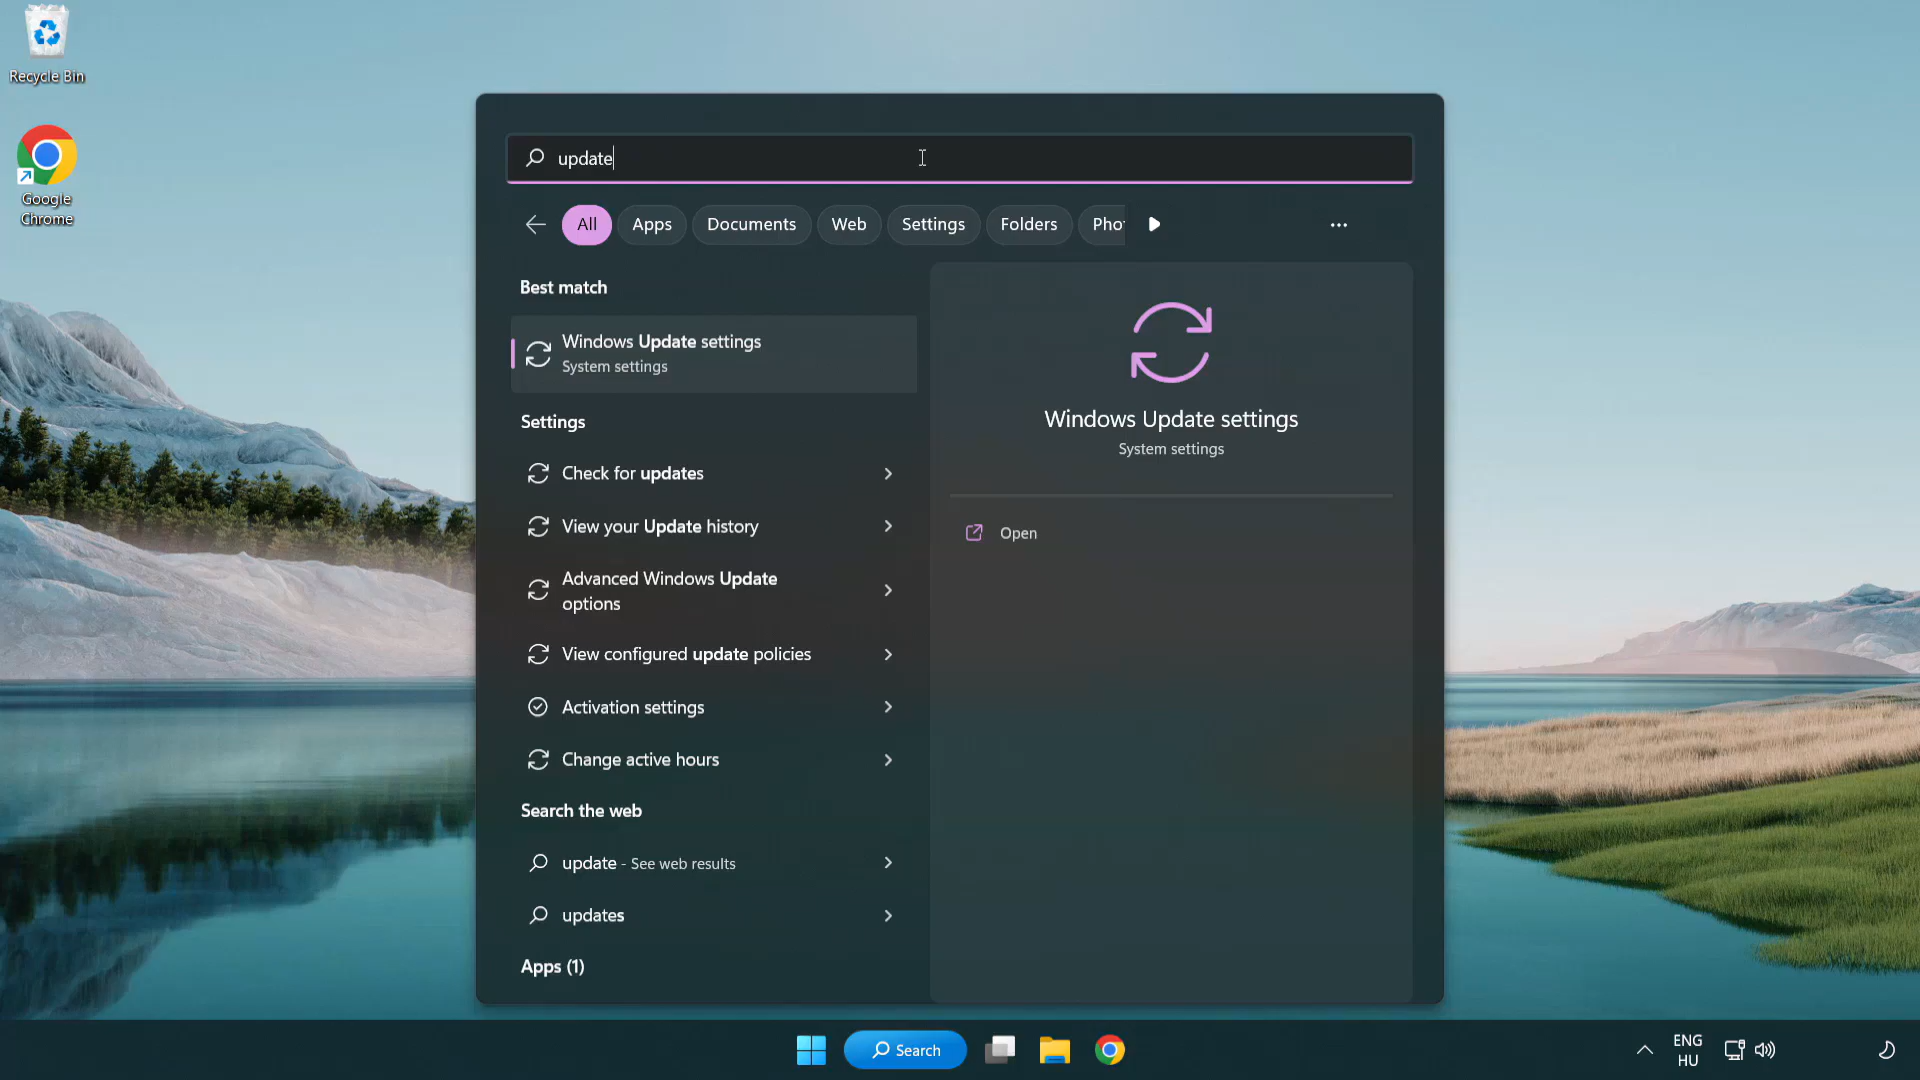 Recycle Bin
Google
Chrome
update
All
Apps
Documents
Web
Settings
Folders
Pho
Best match
Windows Update settings
System settings
Settings
Check for updates
View your Update history
Advanced Windows Update
options
View configured update policies
Activation settings
Change active hours
Search the web
update - See web results
updates
Apps (1)
Windows Update settings
System settings
Open
Search
ENG
HU